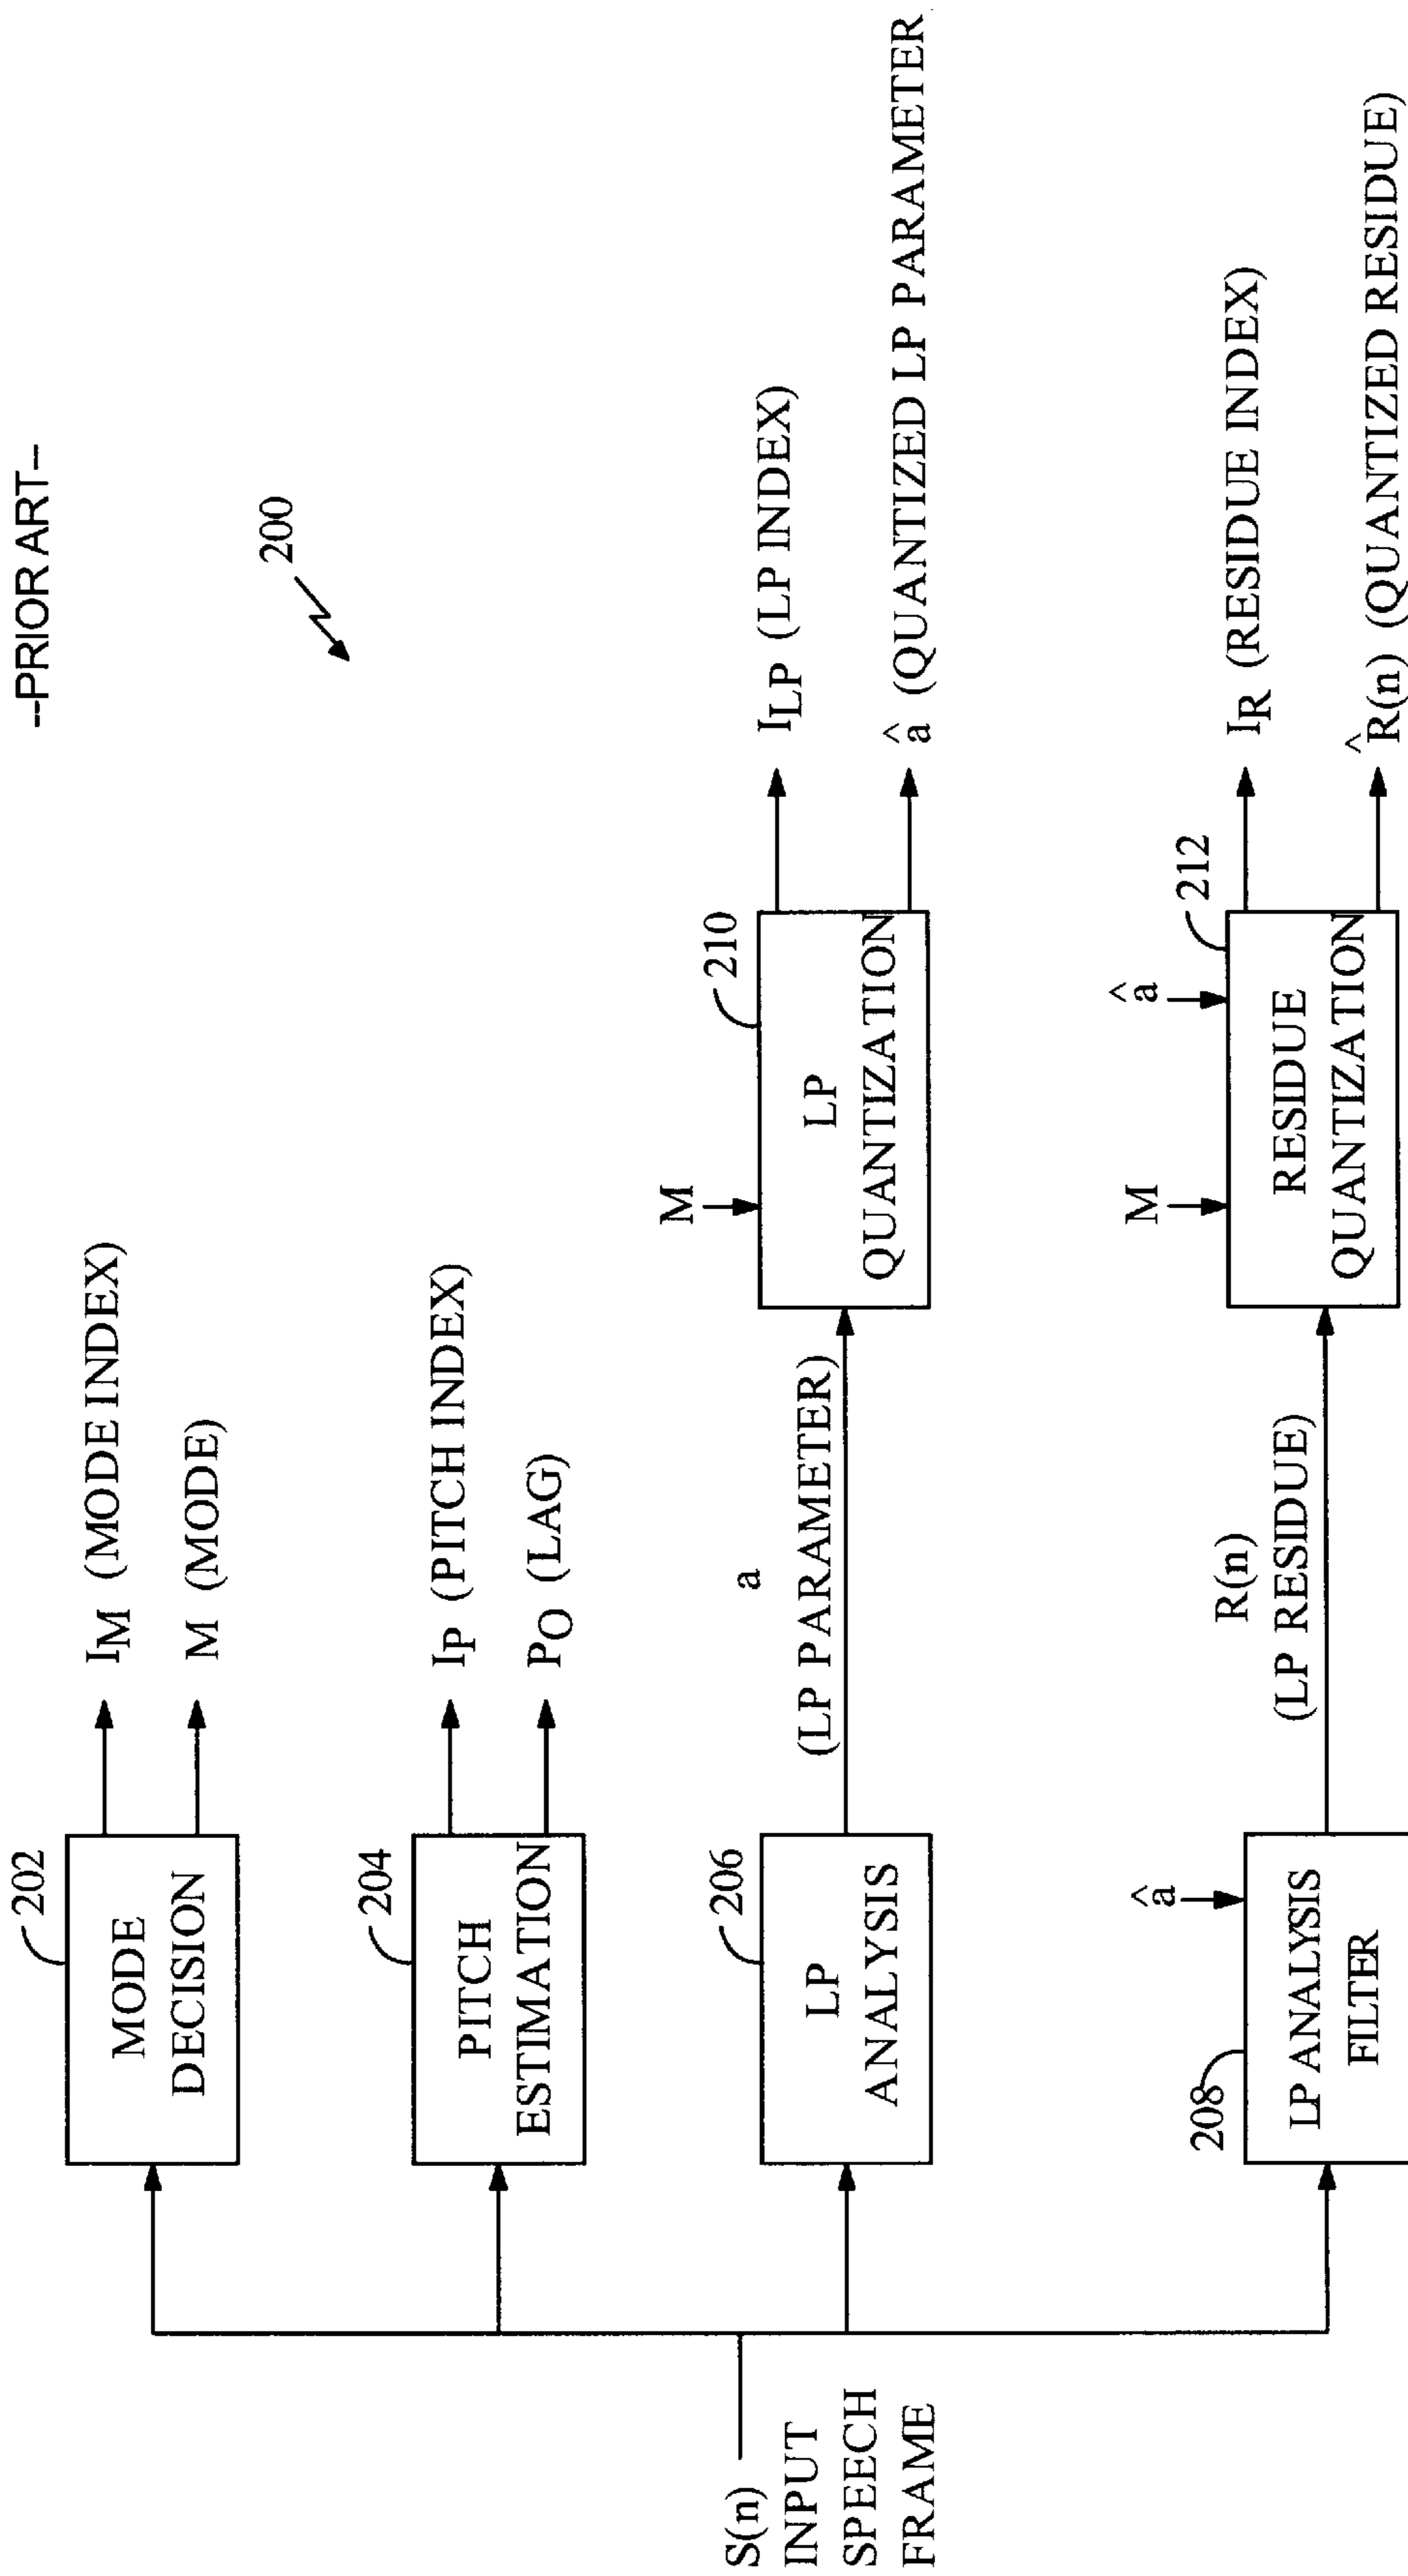 --PRIOR ART--
200
202
MODE
DECISION
I_M (MODE INDEX)
M (MODE)
204
PITCH
ESTIMATION
I_P (PITCH INDEX)
P_O (LAG)
S(n)
INPUT
SPEECH
FRAME
206
LP
ANALYSIS
a
(LP PARAMETER)
M
210
LP
QUANTIZATION
I_LP (LP INDEX)
â (QUANTIZED LP PARAMETER
208
â
LP ANALYSIS
FILTER
R(n)
(LP RESIDUE)
M
â
212
RESIDUE
QUANTIZATION
I_R (RESIDUE INDEX)
R̂(n) (QUANTIZED RESIDUE)